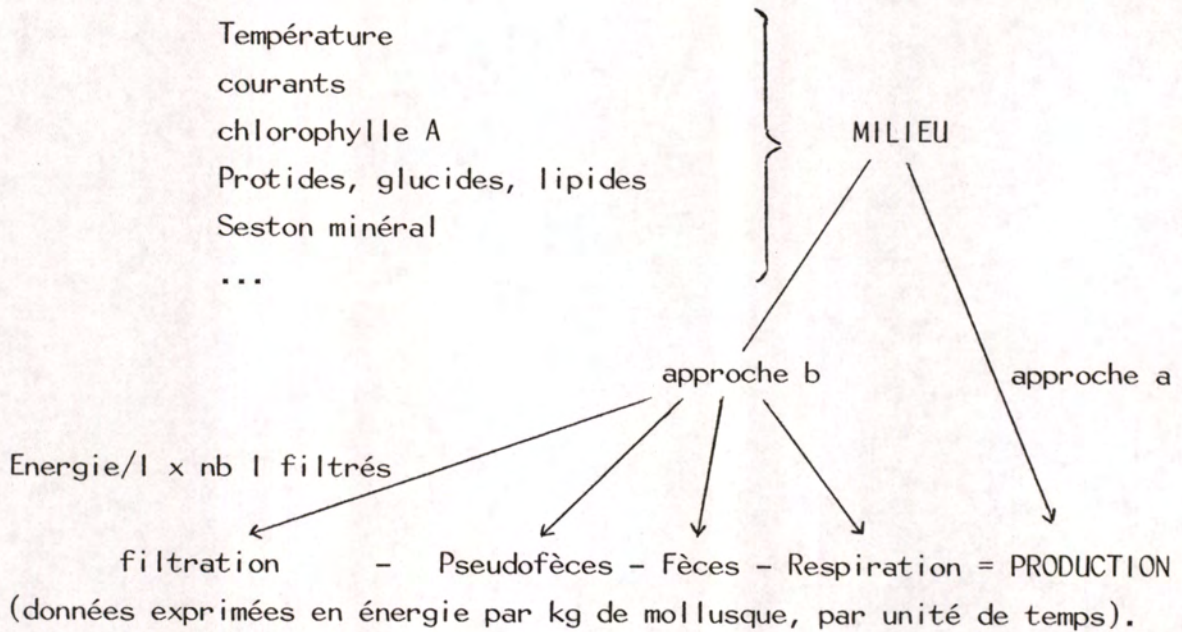 Température
courants
chlorophylle A
MILIEU
Protides, glucides, lipides
Seston minéral
...
approche b
approche a
Energie/l x nb l filtrés
filtration - Pseudofèces - Fèces - Respiration = PRODUCTION
(données exprimées en énergie par kg de mollusque, par unité de temps).